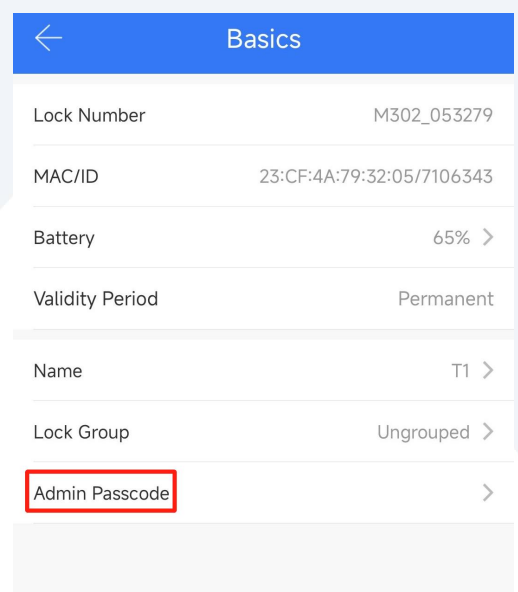 Basics
Lock Number M302_053279
MAC/ID 23:CF:4A:79:32:05/7106343
Battery 65%
Validity Period Permanent
Name T1
Lock Group Ungrouped
Admin Passcode